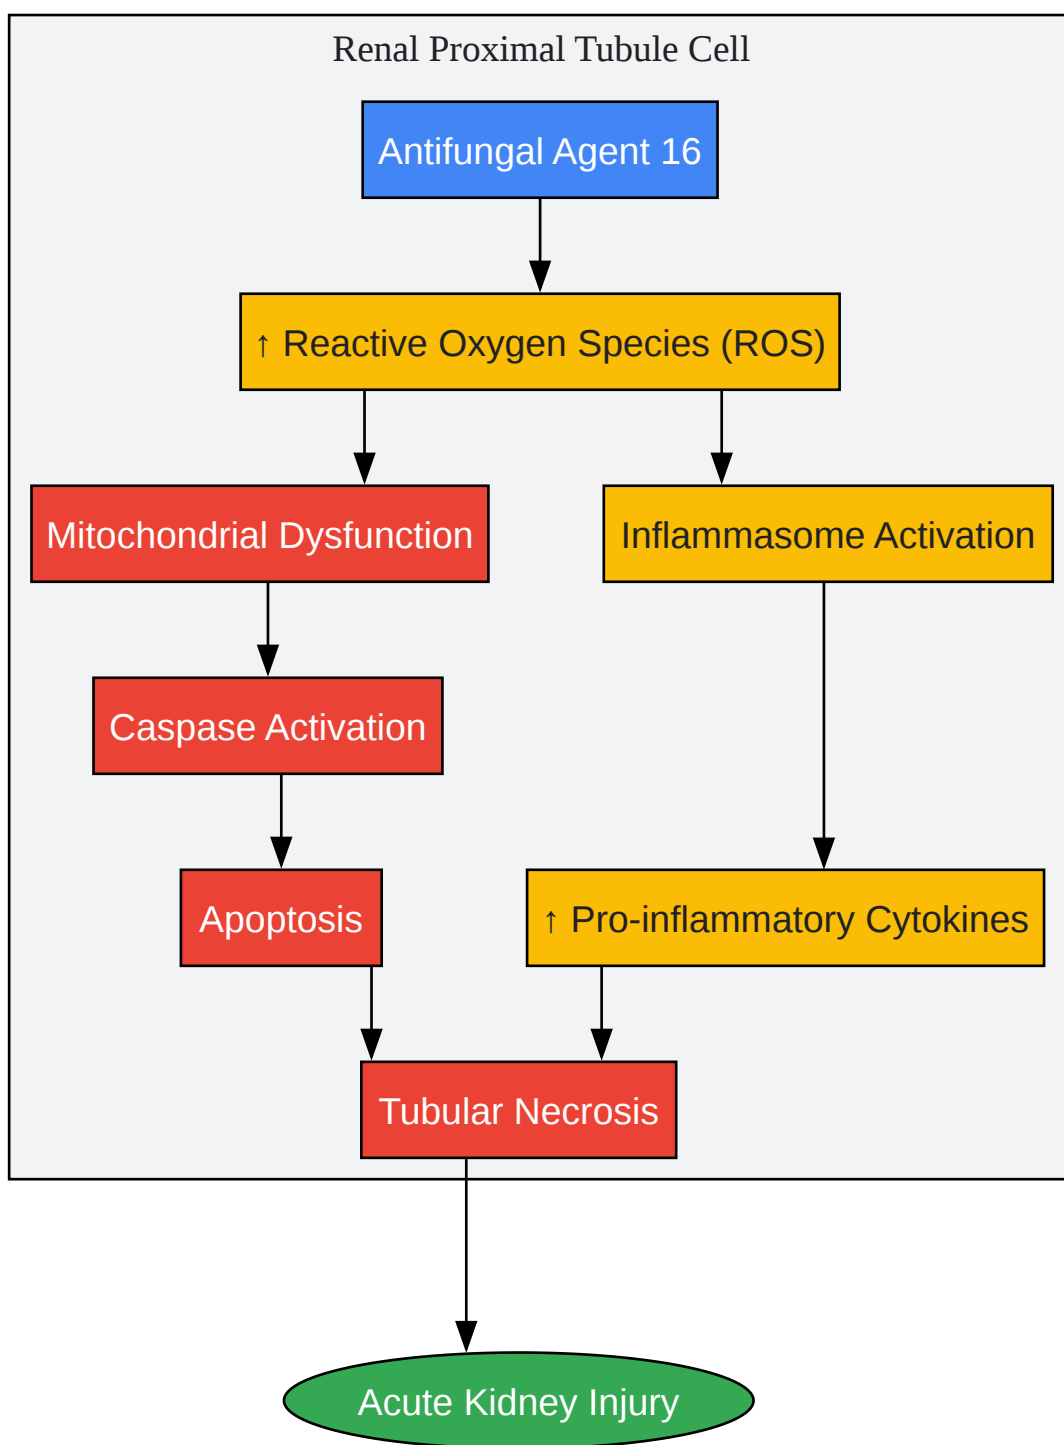 Renal Proximal Tubule Cell
Antifungal Agent 16
↑ Reactive Oxygen Species (ROS)
Mitochondrial Dysfunction
Inflammasome Activation
Caspase Activation
Apoptosis
↑ Pro-inflammatory Cytokines
Tubular Necrosis
Acute Kidney Injury